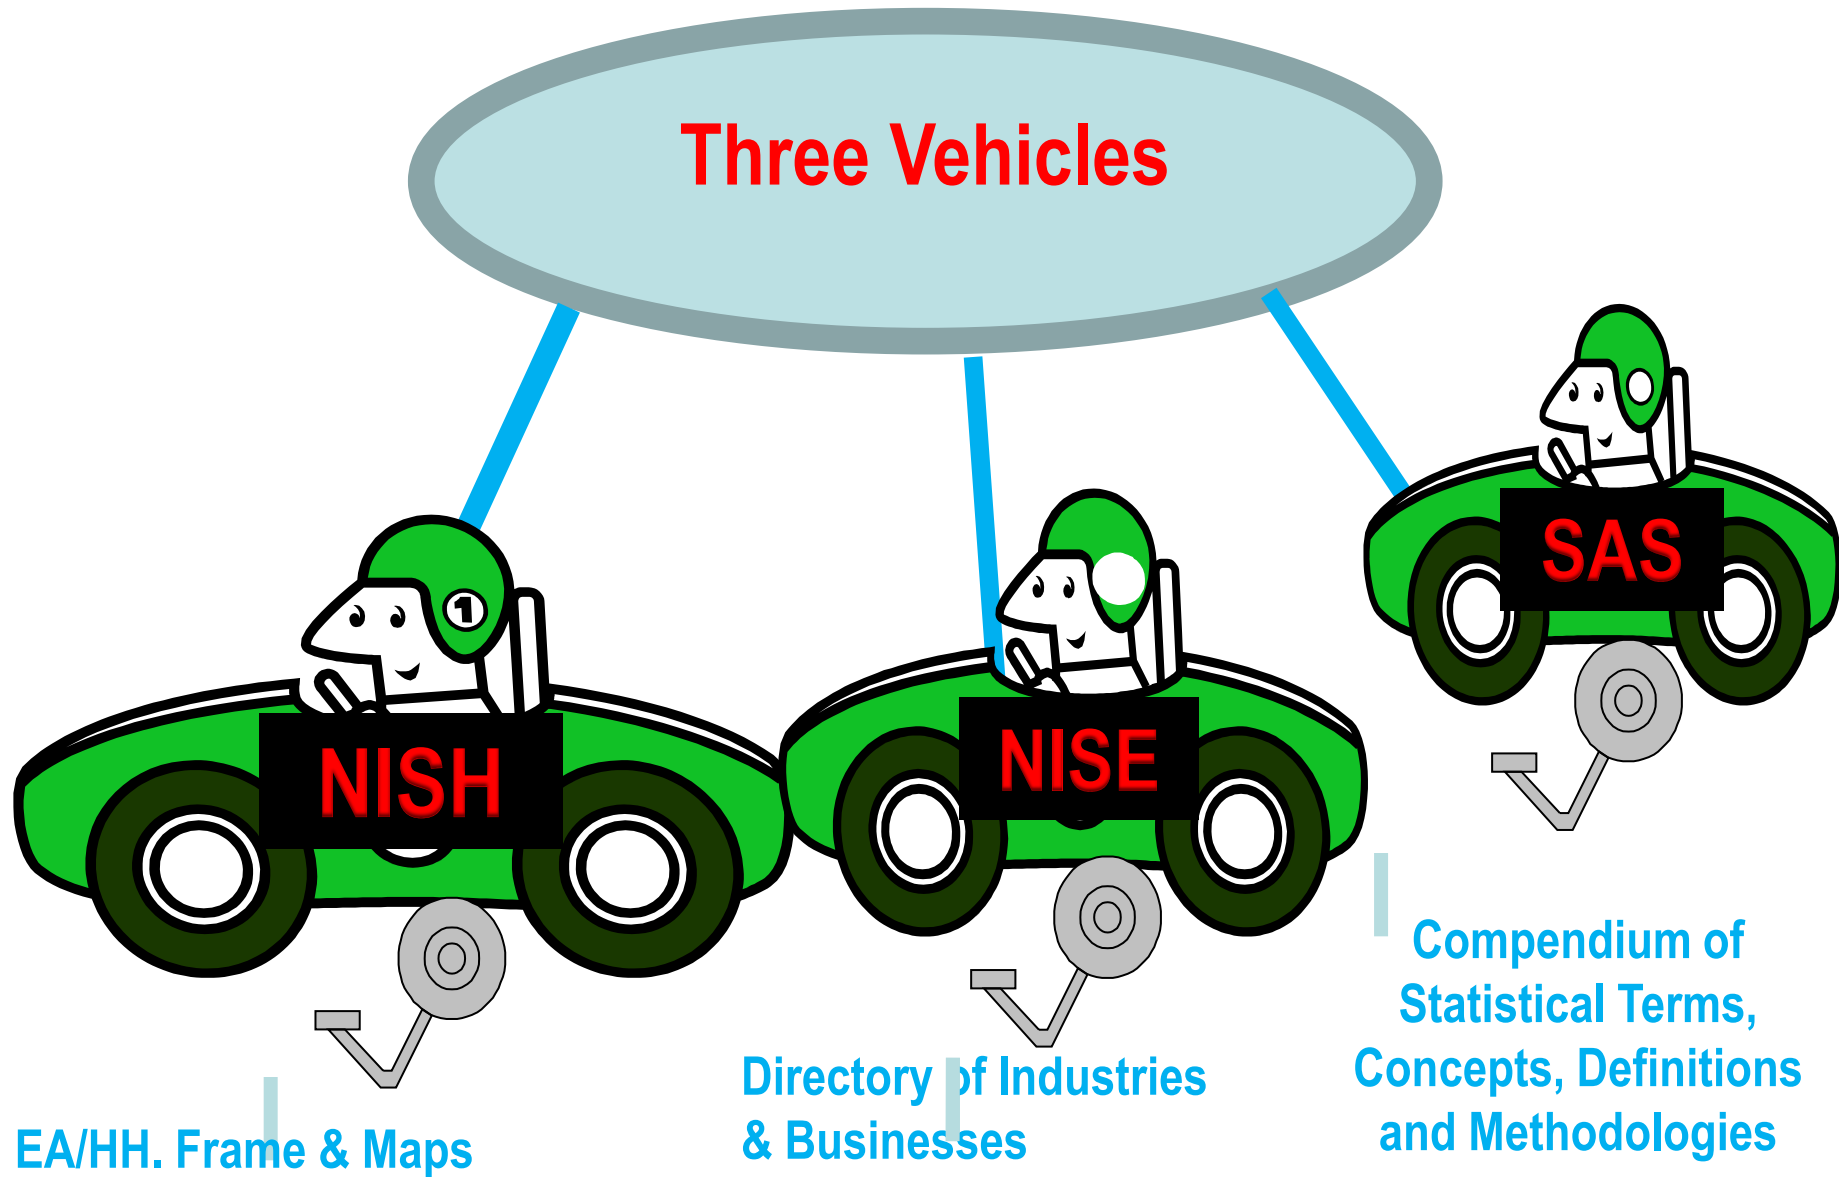 Three Vehicles
NISH
1
NISE
SAS
EA/HH. Frame & Maps
Directory of Industries
& Businesses
Compendium of
Statistical Terms,
Concepts, Definitions
and Methodologies